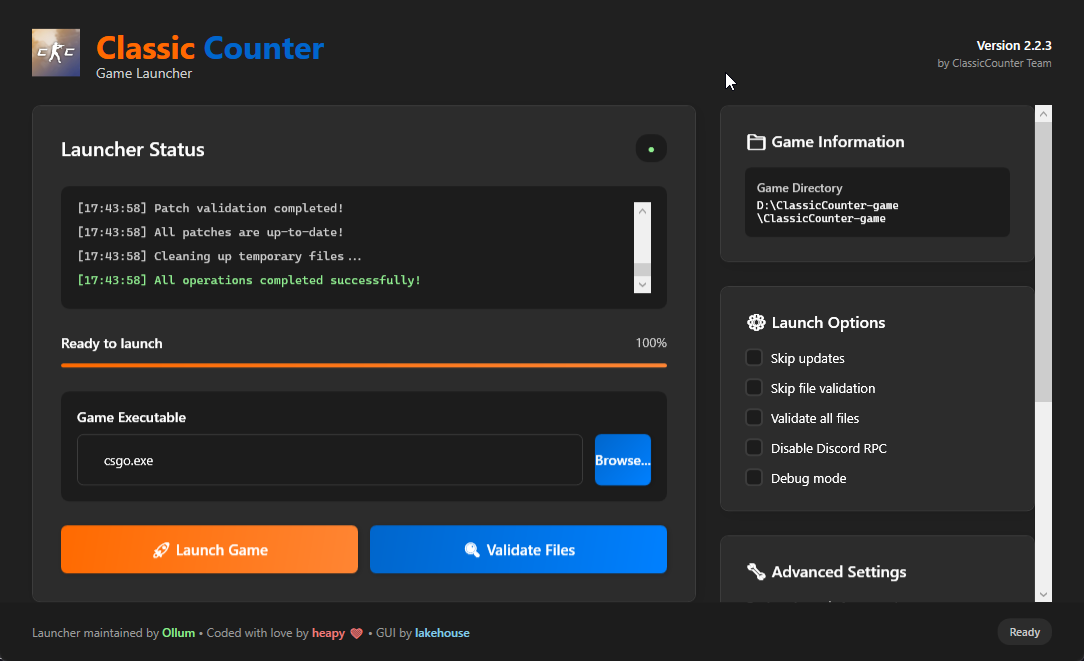 Classic Counter
Game Launcher
Version 2.2.3
by ClassicCounter Team
Launcher Status
[17:43:58] Patch validation completed!
[17:43:58] All patches are up-to-date!
[17:43:58] Cleaning up temporary files...
[17:43:58] All operations completed successfully!
Ready to launch
100%
Game Executable
csgo.exe
Browse...
Launch Game
Validate Files
Game Information
Game Directory
D:\ClassicCounter-game
\ClassicCounter-game
Launch Options
Skip updates
Skip file validation
Validate all files
Disable Discord RPC
Debug mode
Advanced Settings
Launcher maintained by Ollum • Coded with love by heapy ❤ • GUI by lakehouse
Ready